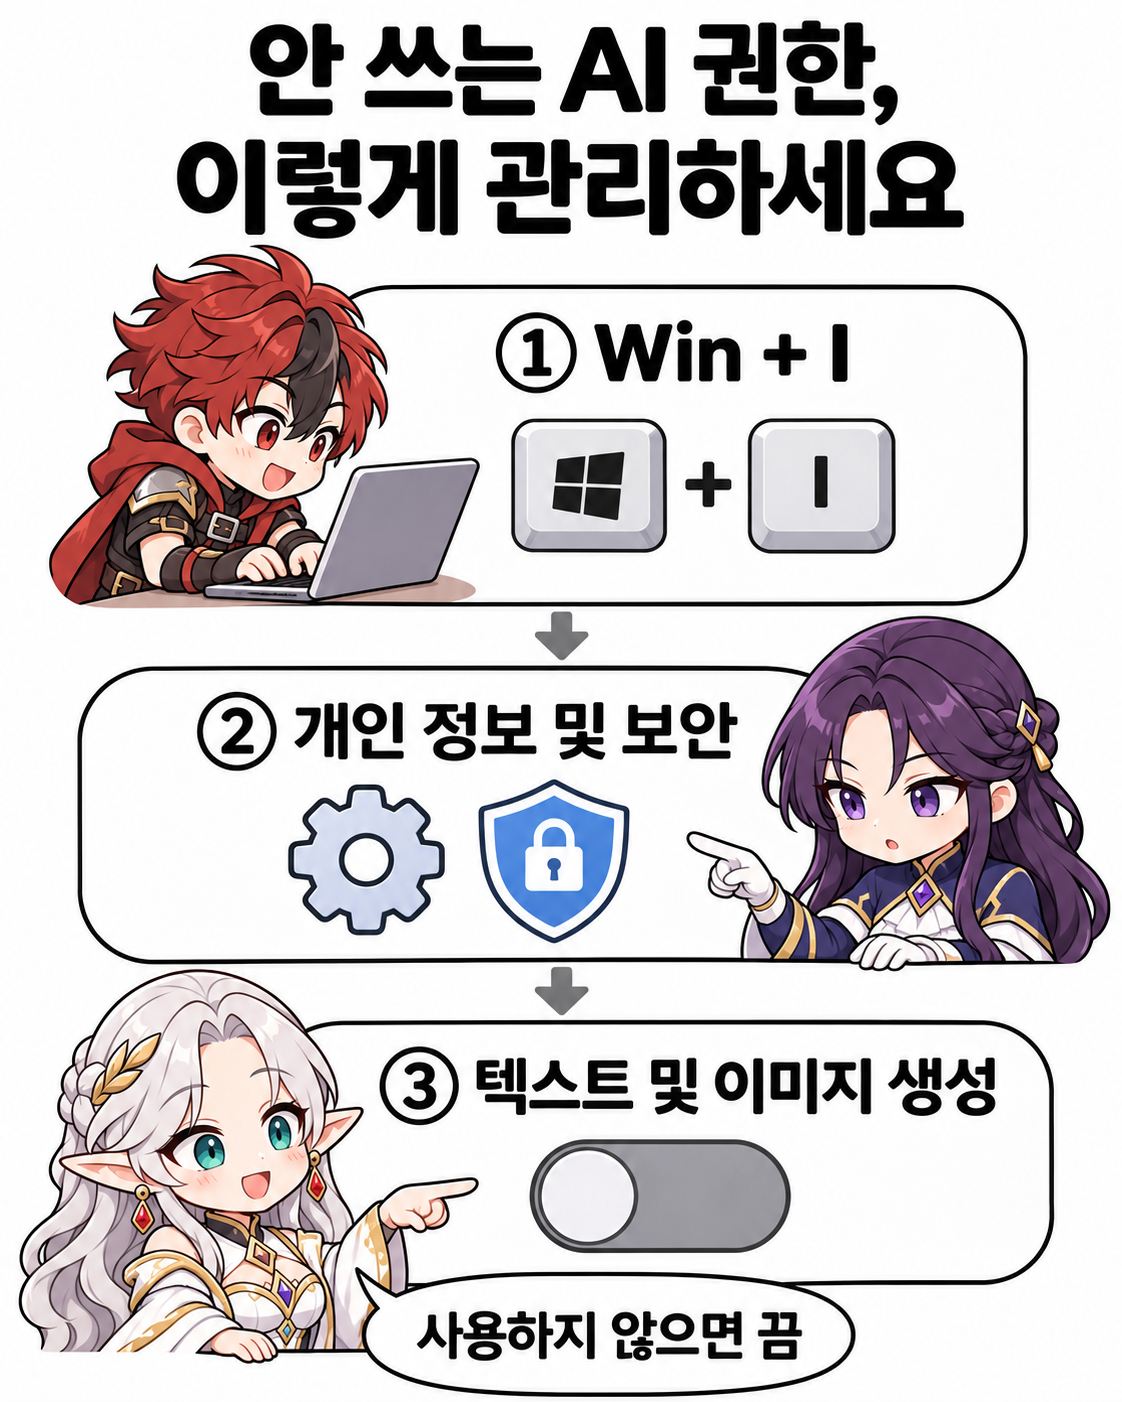 안 쓰는 AI 권한,
이렇게 관리하세요
① Win + I
+ I
② 개인 정보 및 보안
③ 텍스트 및 이미지 생성
사용하지 않으면 끔